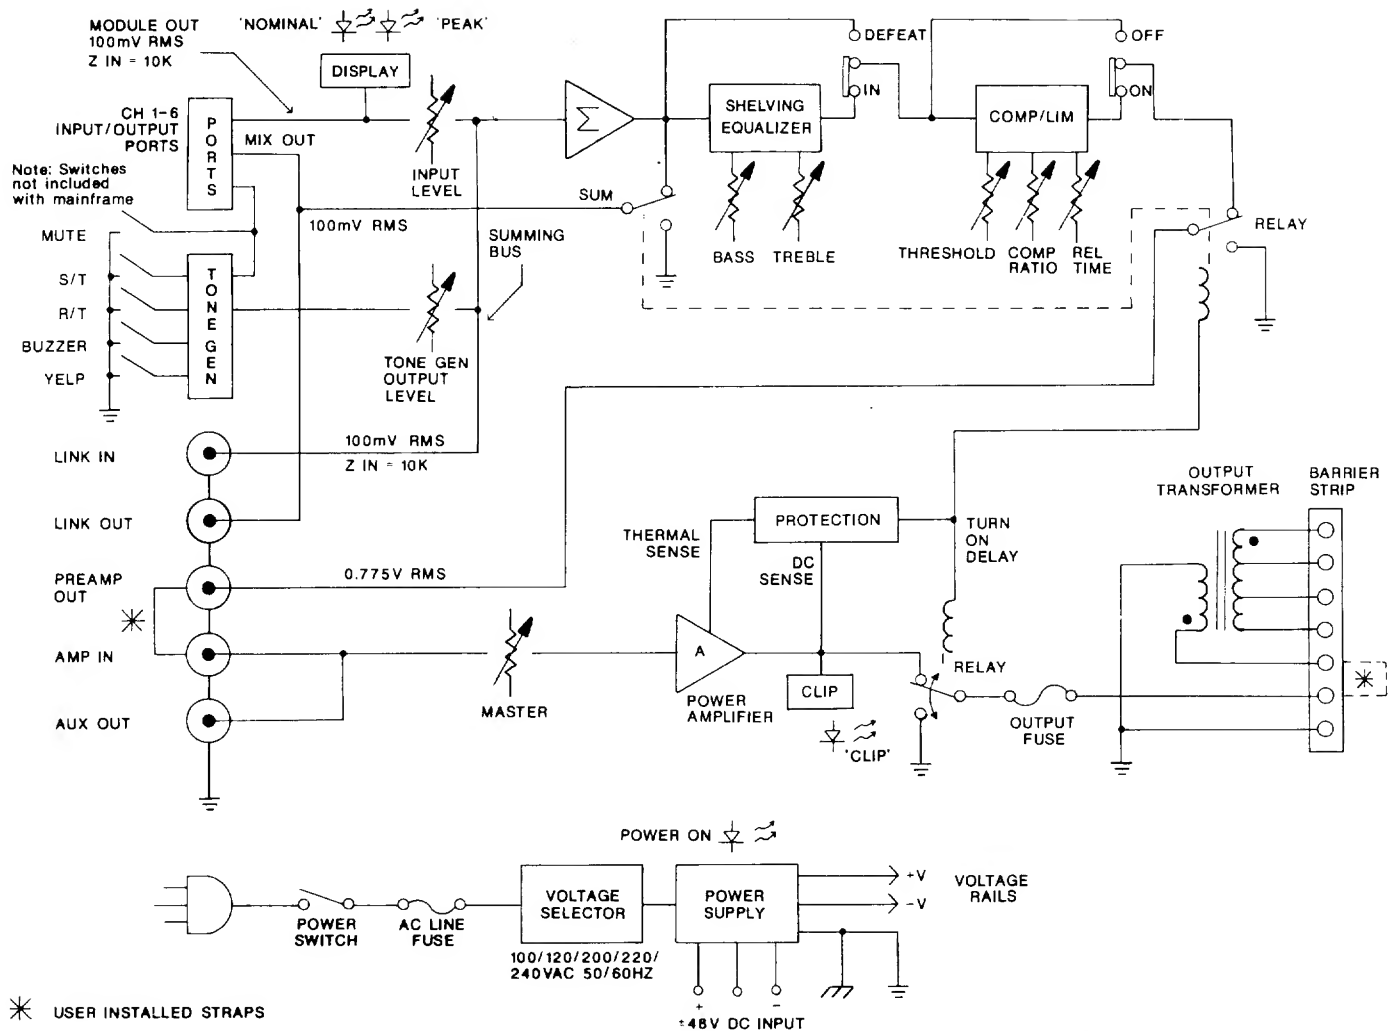 MODULE OUT
100mV RMS
Z IN = 10K
'NOMINAL'
'PEAK'
DISPLAY
CH 1-6
INPUT/OUTPUT
PORTS
PORTS
MIX OUT
INPUT
LEVEL
Σ
SHELVING
EQUALIZER
DEFEAT
IN
COMP/LIM
OFF
ON
Note: Switches
not included
with mainframe
SUM
100mV RMS
SUMMING
BUS
BASS
TREBLE
THRESHOLD
COMP
RATIO
REL
TIME
RELAY
MUTE
S/T
R/T
BUZZER
YELP
TONE GEN
TONE GEN
OUTPUT
LEVEL
LINK IN
100mV RMS
Z IN = 10K
LINK OUT
PREAMP
OUT
0.775V RMS
AMP IN
AUX OUT
MASTER
THERMAL
SENSE
PROTECTION
DC
SENSE
TURN
ON
DELAY
A
POWER
AMPLIFIER
CLIP
'CLIP'
RELAY
OUTPUT
FUSE
OUTPUT
TRANSFORMER
BARRIER
STRIP
POWER ON
POWER
SWITCH
AC LINE
FUSE
VOLTAGE
SELECTOR
100/120/200/220/
240VAC 50/60HZ
POWER
SUPPLY
+V
-V
VOLTAGE
RAILS
+
-
±48V DC INPUT
USER INSTALLED STRAPS